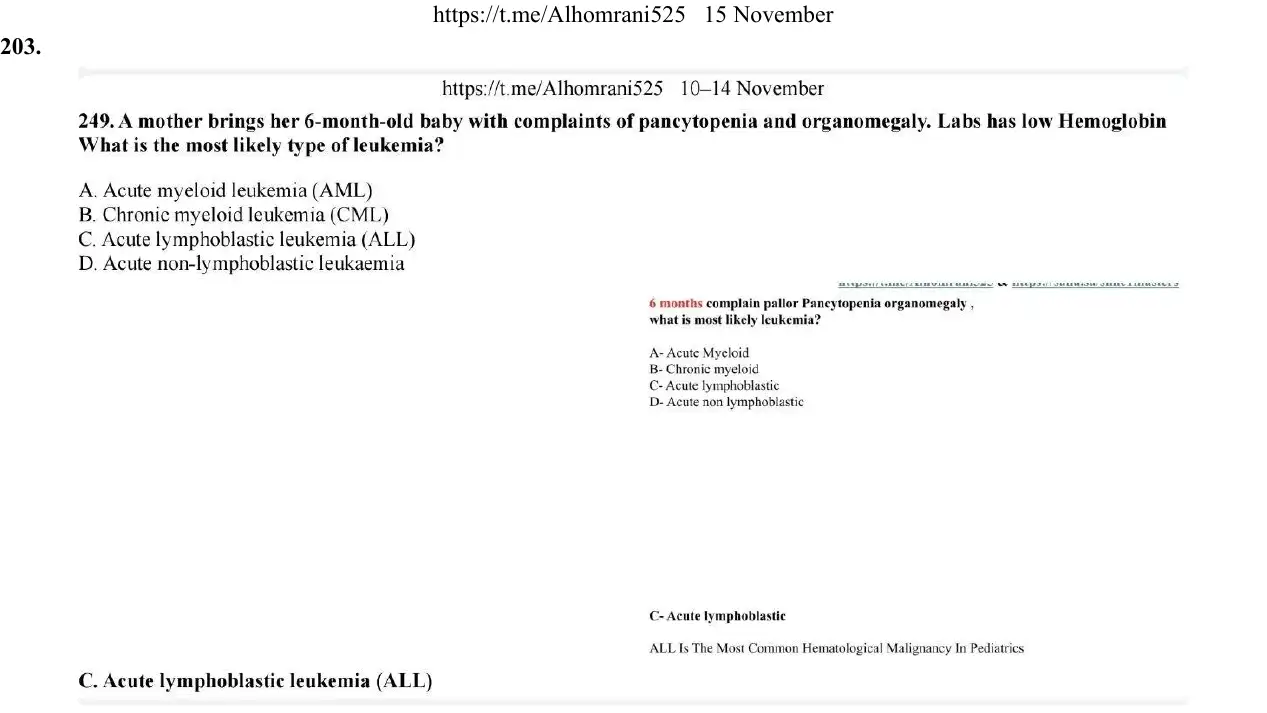 https://t.me/Alhomrani525 15 November
203.
https://t.me/Alhomrani525 10–14 November
249. A mother brings her 6-month-old baby with complaints of pancytopenia and organomegaly. Labs has low Hemoglobin
What is the most likely type of leukemia?
A. Acute myeloid leukemia (AML)
B. Chronic myeloid leukemia (CML)
C. Acute lymphoblastic leukemia (ALL)
D. Acute non-lymphoblastic leukaemia
6 months complain pallor Pancytopenia organomegaly ,
what is most likely leukemia?
A- Acute Myeloid
B- Chronic myeloid
C- Acute lymphoblastic
D- Acute non lymphoblastic
C- Acute lymphoblastic
ALL Is The Most Common Hematological Malignancy In Pediatrics
C. Acute lymphoblastic leukemia (ALL)